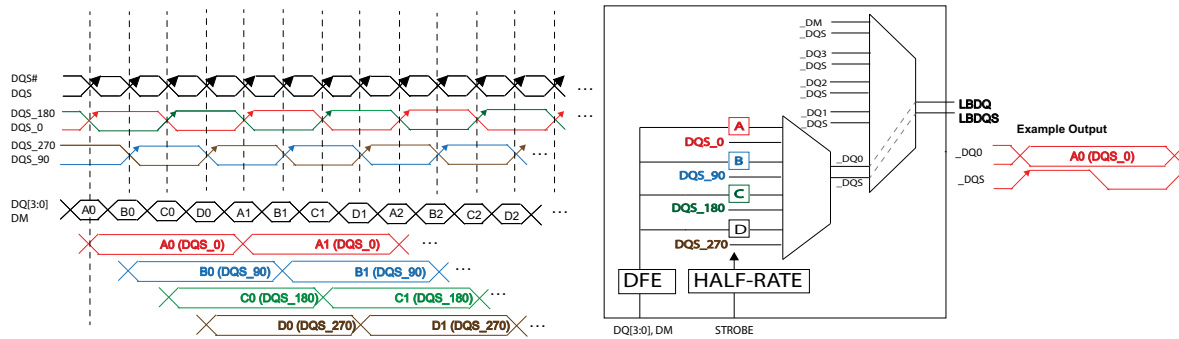 DQS#
DQS
...
DQS_180
DQS_0
...
DQS_270
DQS_90
...
DQ[3:0]
DM
A0 B0 C0 D0 A1 B1 C1 D1 A2 B2 C2 D2 ...
A0 (DQS_0) A1 (DQS_0) ...
B0 (DQS_90) B1 (DQS_90) ...
C0 (DQS_180) C1 (DQS_180) ...
D0 (DQS_270) D1 (DQS_270) ...
_DM
_DQS
_DQ3
_DQS
_DQ2
_DQS
_DQ1
_DQS
A
DQS_0
B
DQS_90
C
DQS_180
D
DQS_270
_DQ0
_DQS
LBDQ
LBDQS
DFE
HALF-RATE
DQ[3:0], DM
STROBE
Example Output
_DQ0
A0 (DQS_0)
_DQS